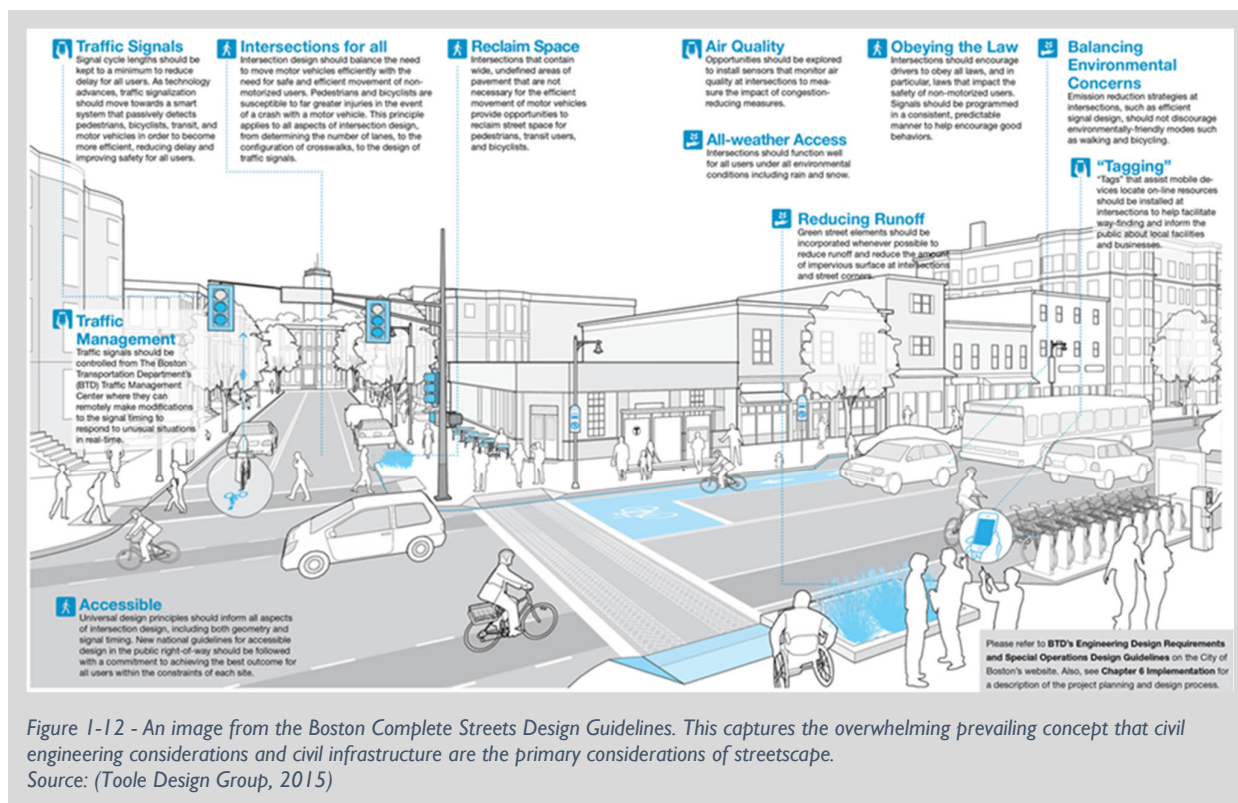 Traffic Signals
Signal cycle lengths should be
kept to a minimum to reduce
delay for all users. As technology
advances, traffic signalization
should move towards a smart
system that passively detects
pedestrians, bicyclists, transit, and
motor vehicles in order to become
more efficient, reducing delay and
improving safety for all users.
Intersections for all
Intersection design should balance the need
to move motor vehicles efficiently with the
need for safe and efficient movement of non-
motorized users. Pedestrians and bicyclists are
susceptible to far greater injuries in the event
of a crash with a motor vehicle. This principle
applies to all aspects of intersection design,
from determining the number of lanes, to the
configuration of crosswalks, to the design of
traffic signals.
Reclaim Space
Intersections that contain
wide, undefined areas of
pavement that are not
necessary for the efficient
movement of motor vehicles
provide opportunities to
reclaim street space for
pedestrians, transit users,
and bicyclists.
Air Quality
Opportunities should be explored
to install sensors that monitor air
quality at intersections to mea-
sure the impact of congestion-
reducing measures.
All-weather Access
Intersections should function well
for all users under all environmental
conditions including rain and snow.
Obeying the Law
Intersections should encourage
drivers to obey all laws, and in
particular, laws that impact the
safety of non-motorized users.
Signals should be programmed
in a consistent, predictable
manner to help encourage good
behaviors.
Balancing
Environmental
Concerns
Emission reduction strategies at
intersections, such as efficient
signal design, should not discourage
environmentally-friendly modes such
as walking and bicycling.
"Tagging"
"Tags" that assist mobile de-
vices locate on-line resources
should be installed at
intersections to help facilitate
way-finding and inform the
public about local facilities
and businesses.
Reducing Runoff
Green street elements should be
incorporated whenever possible to
reduce runoff and reduce the amount
of impervious surface at intersections
and street corners.
Traffic
Management
Traffic signals should be
controlled from The Boston
Transportation Department's
(BTD) Traffic Management
Center where they can
remotely make modifications
to the signal timing to
respond to unusual situations
in real-time.
Accessible
Universal design principles should inform all aspects
of intersection design, including both geometry and
signal timing. New national guidelines for accessible
design in the public right-of-way should be followed
with a commitment to achieving the best outcome for
all users within the constraints of each site.
Please refer to BTD's Engineering Design Requirements
and Special Operations Design Guidelines on the City of
Boston's website. Also, see Chapter 6 Implementation for
a description of the project planning and design process.
Figure 1-12 - An image from the Boston Complete Streets Design Guidelines. This captures the overwhelming prevailing concept that civil
engineering considerations and civil infrastructure are the primary considerations of streetscape.
Source: (Toole Design Group, 2015)